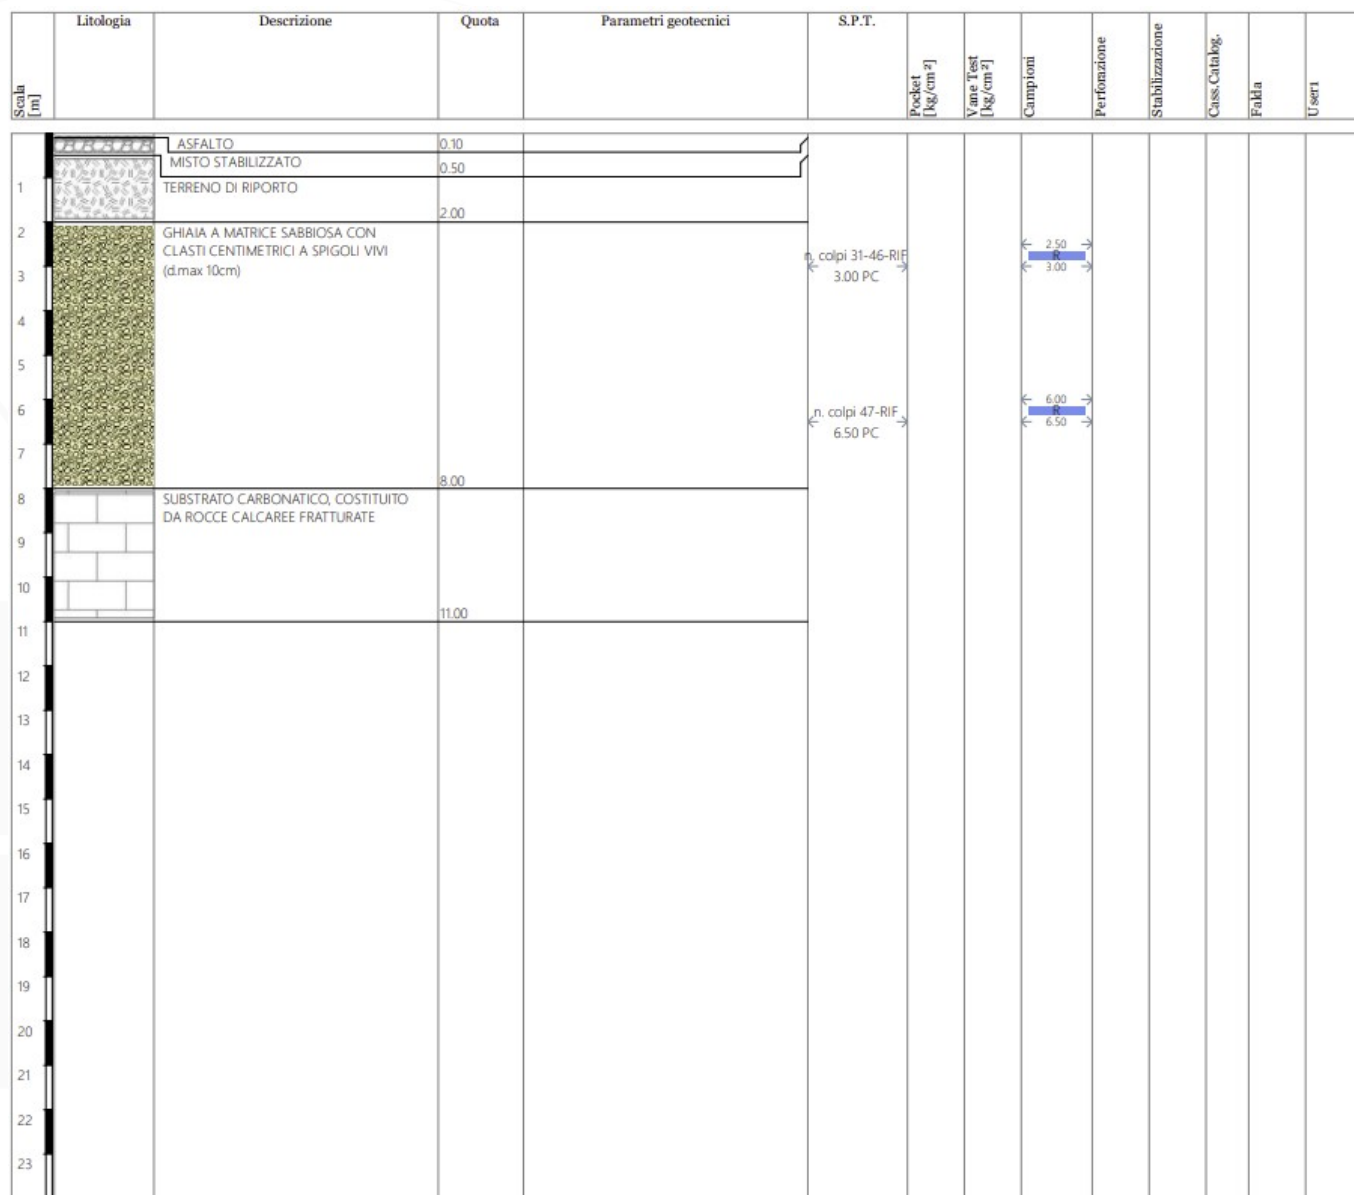 Litologia Descrizione Quota Parametri geotecnici S.P.T.
Scala
[m]
Pocket
[kg/cm²]
Vane Test
[kg/cm²]
Campioni
Perforazione
Stabilizzazione
Cass.Catalog.
Falda
User1
ASFALTO 0.10
MISTO STABILIZZATO 0.50
1 TERRENO DI RIPORTO
2.00
2 GHIAIA A MATRICE SABBIOSA CON
CLASTI CENTIMETRICI A SPIGOLI VIVI
(d.max 10cm)
n. colpi 31-46-RIF
3.00 PC
2.50
R
3.00
3
4
5
6
n. colpi 47-RIF
6.50 PC
6.00
R
6.50
7
8.00
8 SUBSTRATO CARBONATICO, COSTITUITO
DA ROCCE CALCAREE FRATTURATE
9
10
11.00
11
12
13
14
15
16
17
18
19
20
21
22
23